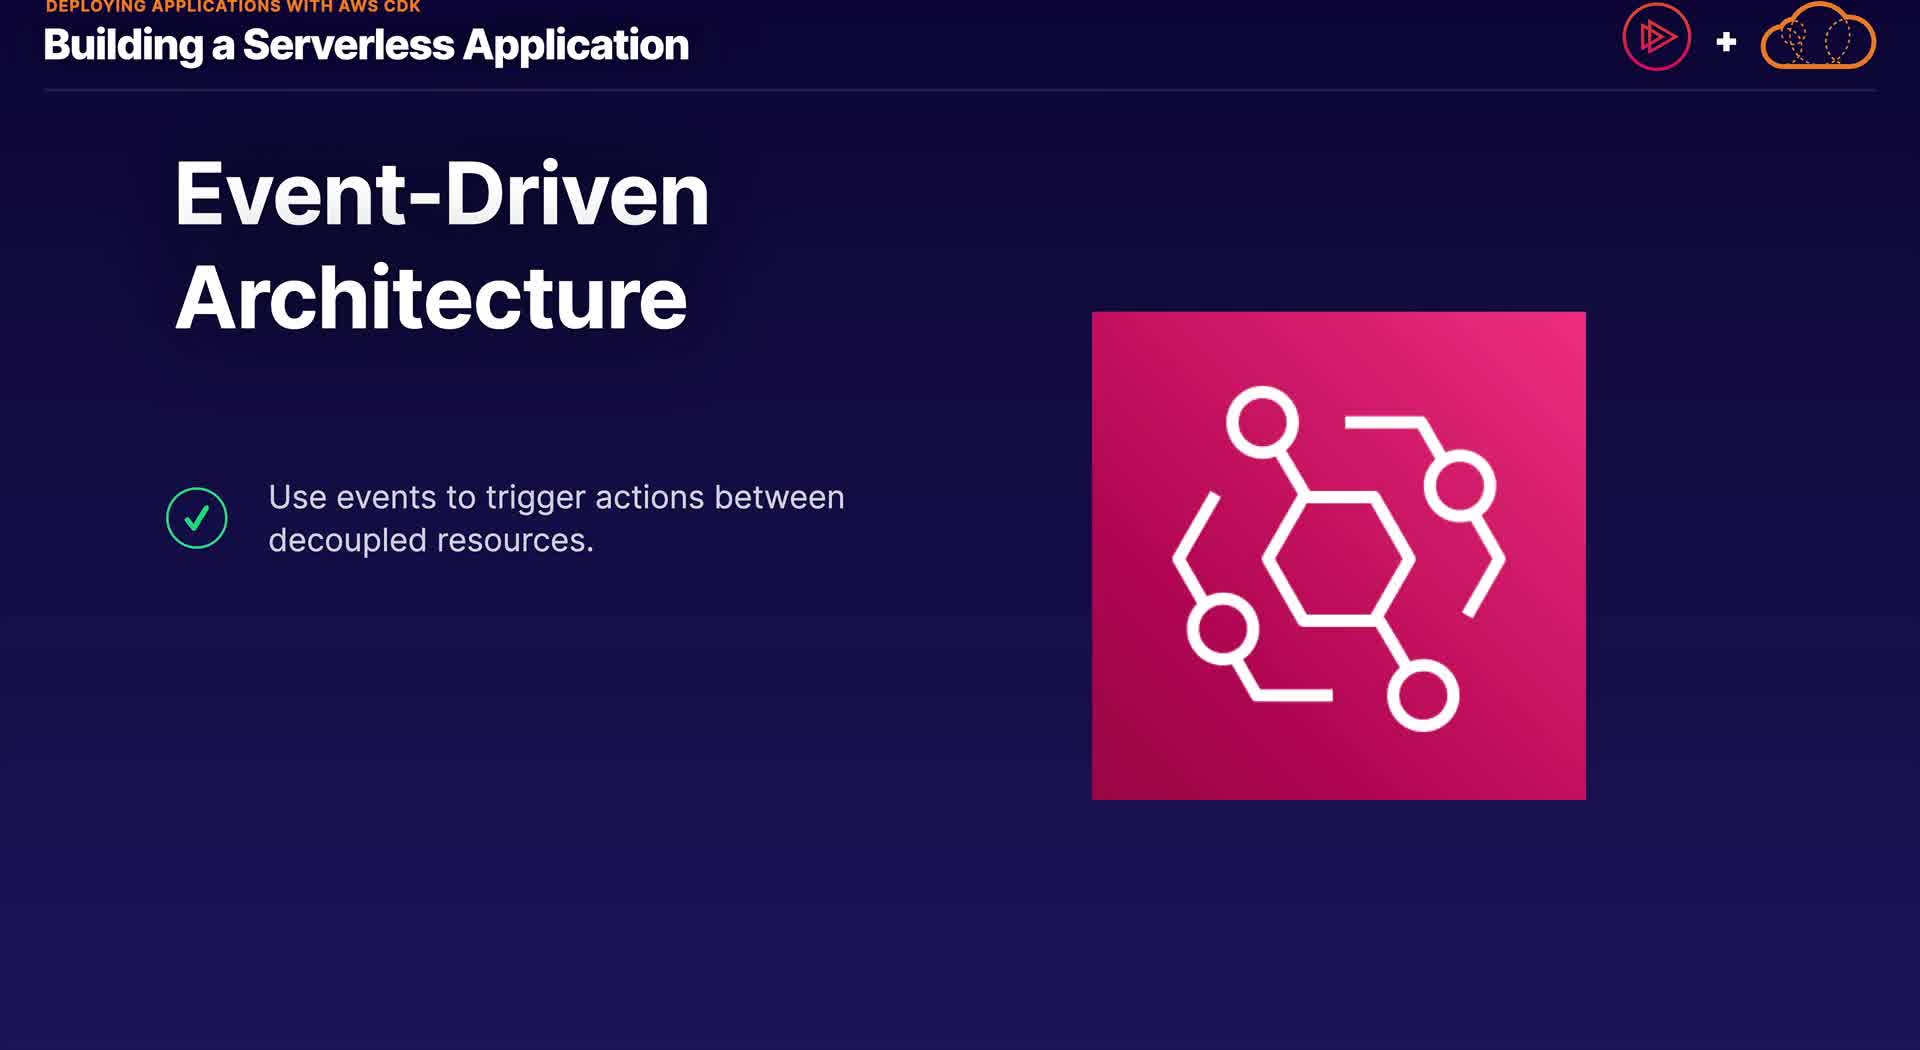 DEPLOYING APPLICATIONS WITH AWS CDK
Building a Serverless Application
Event-Driven
Architecture
Use events to trigger actions between
decoupled resources.